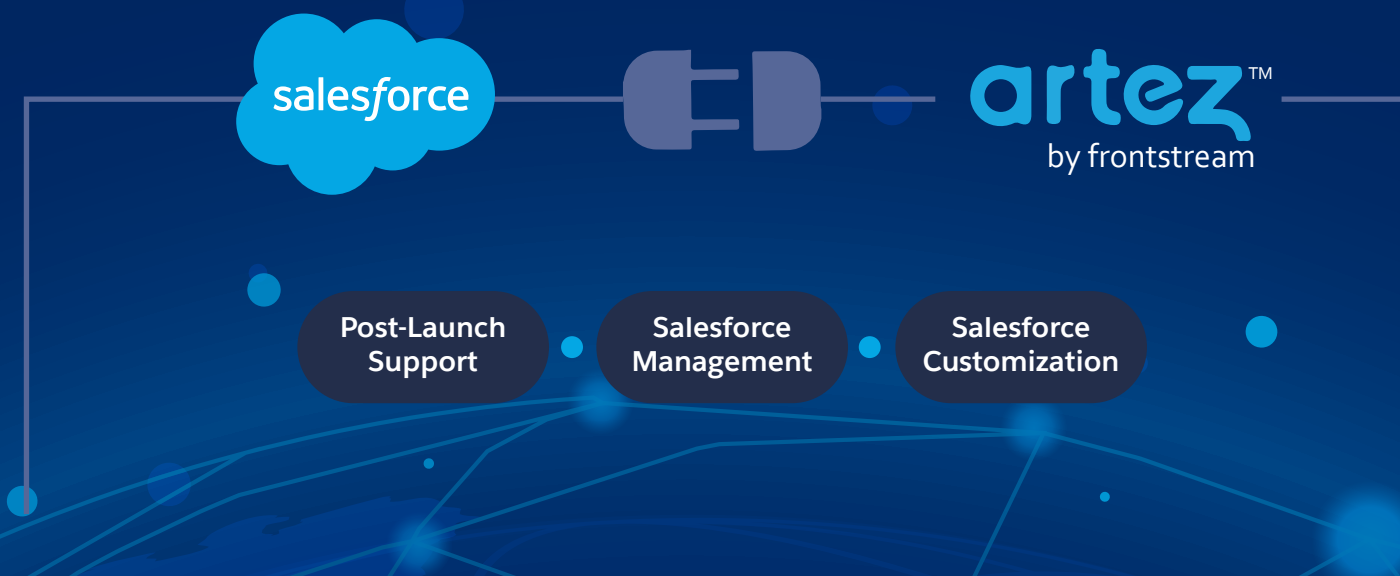 salesforce
artez™
by frontstream
Post-Launch
Support
Salesforce
Management
Salesforce
Customization